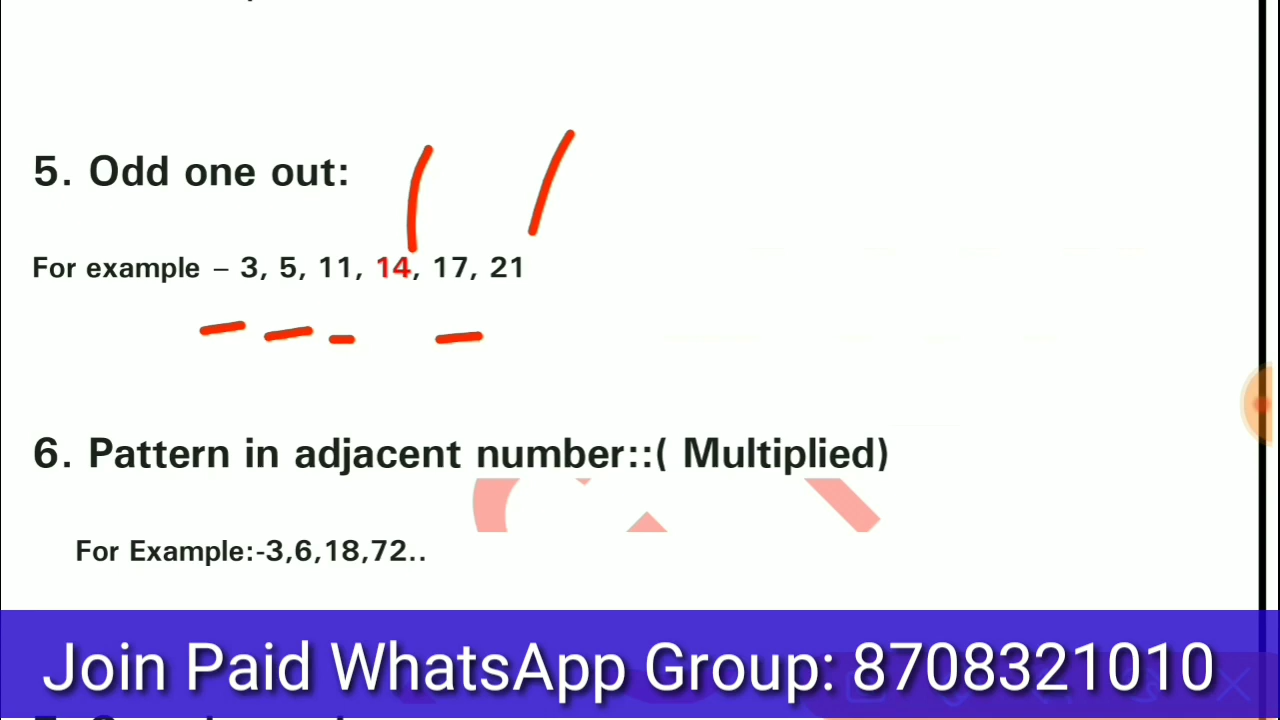 5. Odd one out:
For example – 3, 5, 11, 14, 17, 21
6. Pattern in adjacent number::( Multiplied)
For Example:-3,6,18,72..
Join Paid WhatsApp Group: 8708321010